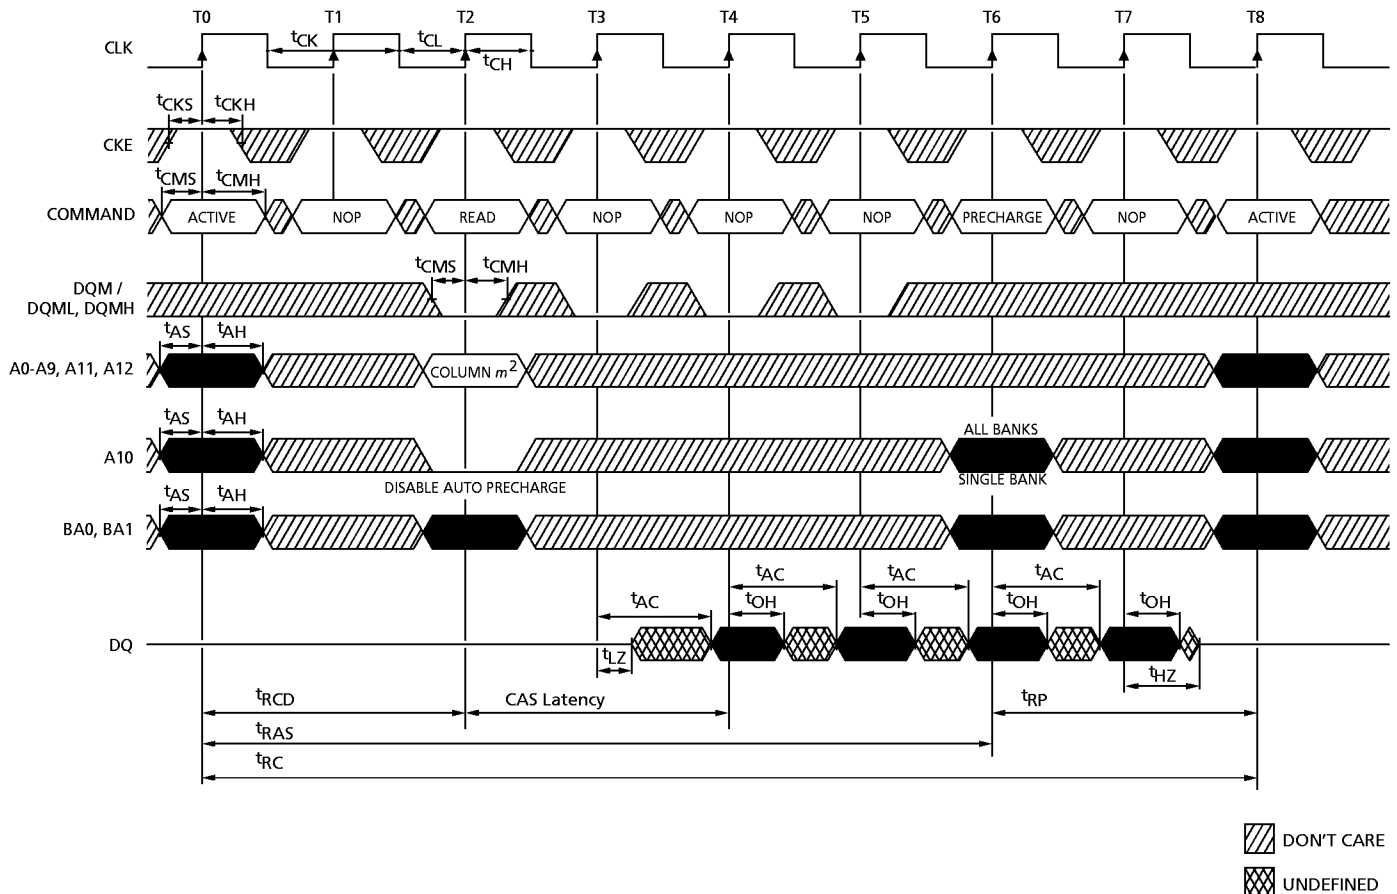 T0 T1 T2 T3 T4 T5 T6 T7 T8
CLK
tCK tCL
tCH
tCKS tCKH
CKE
tCMS tCMH
COMMAND ACTIVE NOP READ NOP NOP NOP PRECHARGE NOP ACTIVE
tCMS tCMH
DQM /
DQML, DQMH
tAS tAH
A0-A9, A11, A12 COLUMN m2
tAS tAH
ALL BANKS
A10
SINGLE BANK
DISABLE AUTO PRECHARGE
tAS tAH
BA0, BA1
tAC tAC tAC
tAC tOH tOH tOH tOH
DQ
tLZ
tHZ
tRCD CAS Latency tRP
tRAS
tRC
DON'T CARE
UNDEFINED